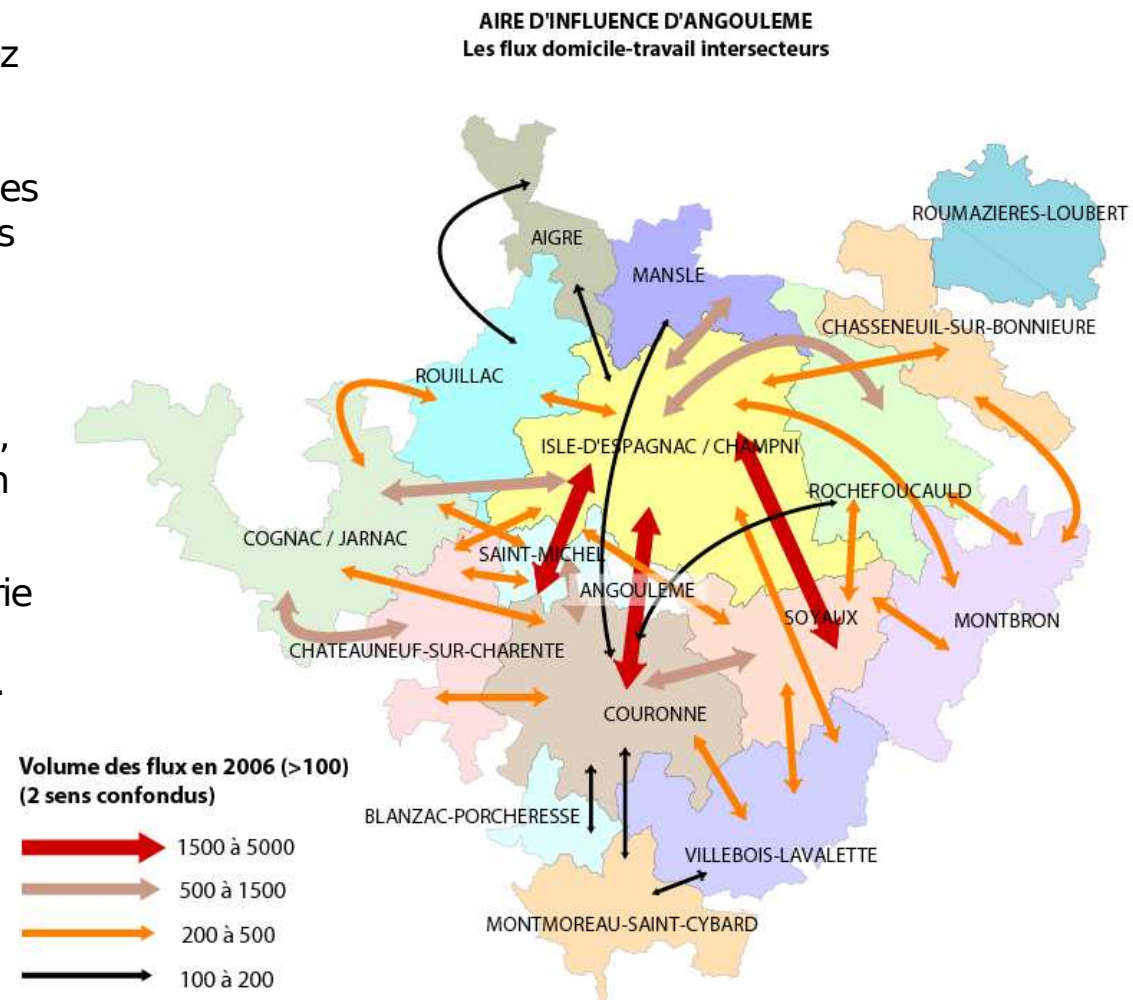 AIRE D'INFLUENCE D'ANGOULEME
Les flux domicile-travail intersecteurs
z
es
s
,
n
rie
.
ROUMAZIERES-LOUBERT
AIGRE
MANSLE
CHASSENEUIL-SUR-BONNIEURE
ROUILLAC
ISLE-D'ESPAGNAC / CHAMPNI
ROCHEFOUCAULD
COGNAC / JARNAC
SAINT-MICHEL
ANGOULEME
SOYAUX
MONTBRON
CHATEAUNEUF-SUR-CHARENTE
COURONNE
Volume des flux en 2006 (>100)
(2 sens confondus)
BLANZAC-PORCHERESSE
1500 à 5000
VILLEBOIS-LAVALETTE
500 à 1500
MONTMOREAU-SAINT-CYBARD
200 à 500
100 à 200